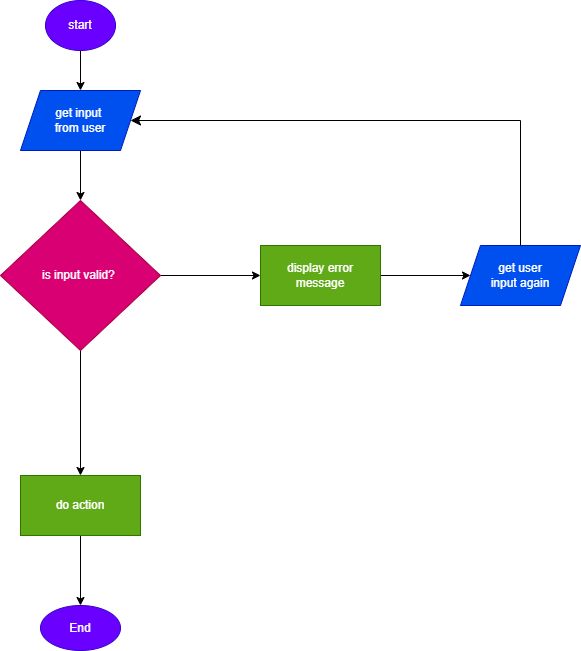 start
get input
from user
is input valid?
display error
message
get user
input again
do action
End